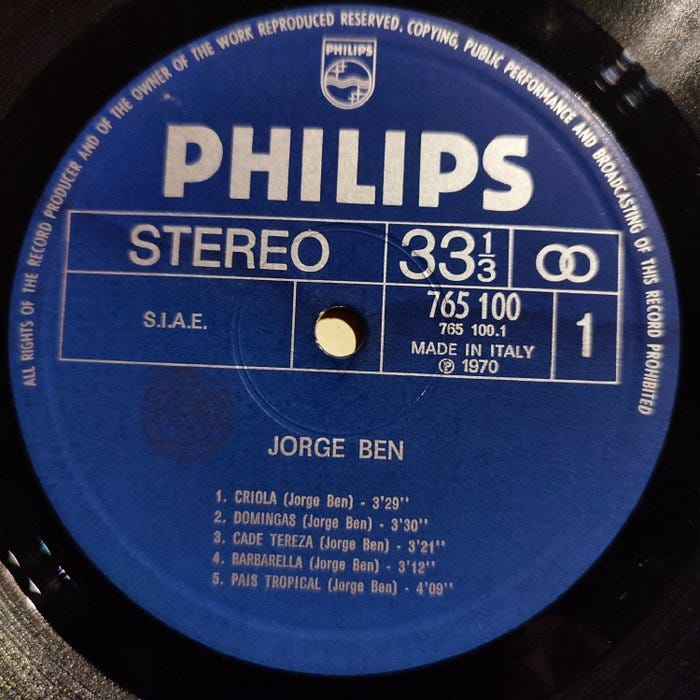 ALL RIGHTS OF THE RECORD PRODUCER AND OF THE OWNER OF THE WORK REPRODUCED RESERVED. COPYING, PUBLIC PERFORMANCE AND BROADCASTING OF THIS RECORD PROHIBITED
PHILIPS
PHILIPS
STEREO
33 1/3
S.I.A.E.
765 100
765 100.1
MADE IN ITALY
℗ 1970
1
JORGE BEN
1. CRIOLA (Jorge Ben) - 3'29''
2. DOMINGAS (Jorge Ben) - 3'30''
3. CADE TEREZA (Jorge Ben) - 3'21''
4. BARBARELLA (Jorge Ben) - 3'12''
5. PAIS TROPICAL (Jorge Ben) - 4'09''